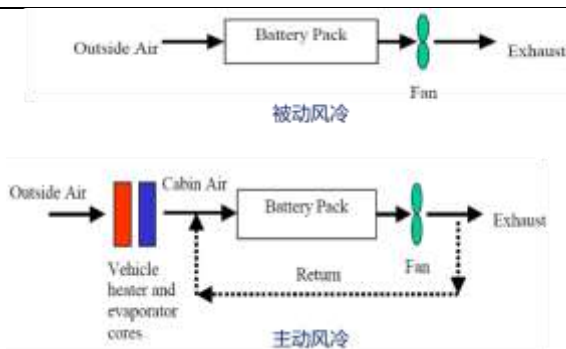 Battery Pack
Outside Air
Exhaust
Fan
被动风冷
Outside Air
Cabin Air
Battery Pack
Exhaust
Vehicle
heater and
evaporator
cores
Return
Fan
主动风冷